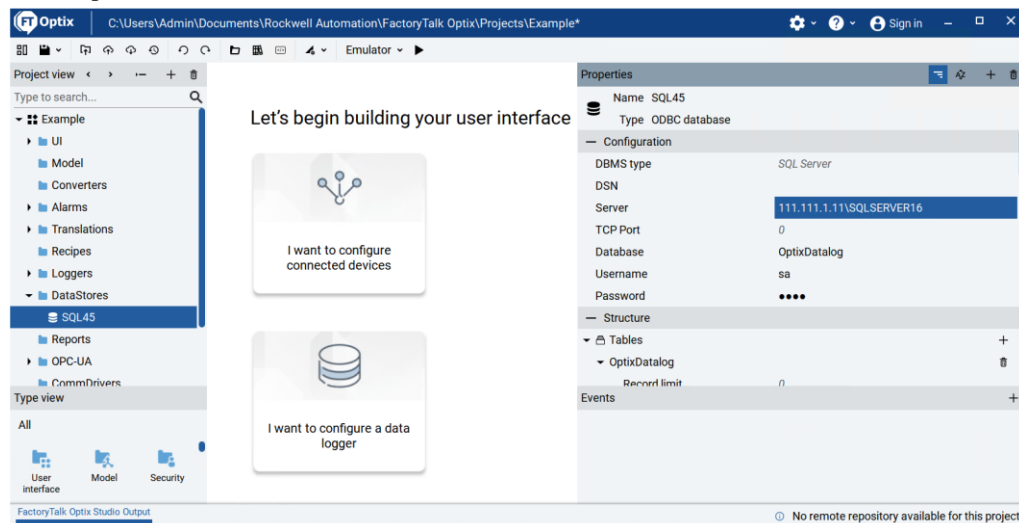 FT Optix C:\Users\Admin\Documents\Rockwell Automation\FactoryTalk Optix\Projects\Example* Sign in
Emulator
Project view
Type to search...
Example
UI
Model
Converters
Alarms
Translations
Recipes
Loggers
DataStores
SQL45
Reports
OPC-UA
CommDrivers
Type view
All
User interface
Model
Security
FactoryTalk Optix Studio Output
Let's begin building your user interface
I want to configure
connected devices
I want to configure a data
logger
Properties
Name SQL45
Type ODBC database
Configuration
DBMS type SQL Server
DSN
Server 111.111.1.11\SQLSERVER16
TCP Port 0
Database OptixDatalog
Username sa
Password ••••
Structure
Tables
OptixDatalog
Record limit 0
Events
No remote repository available for this project